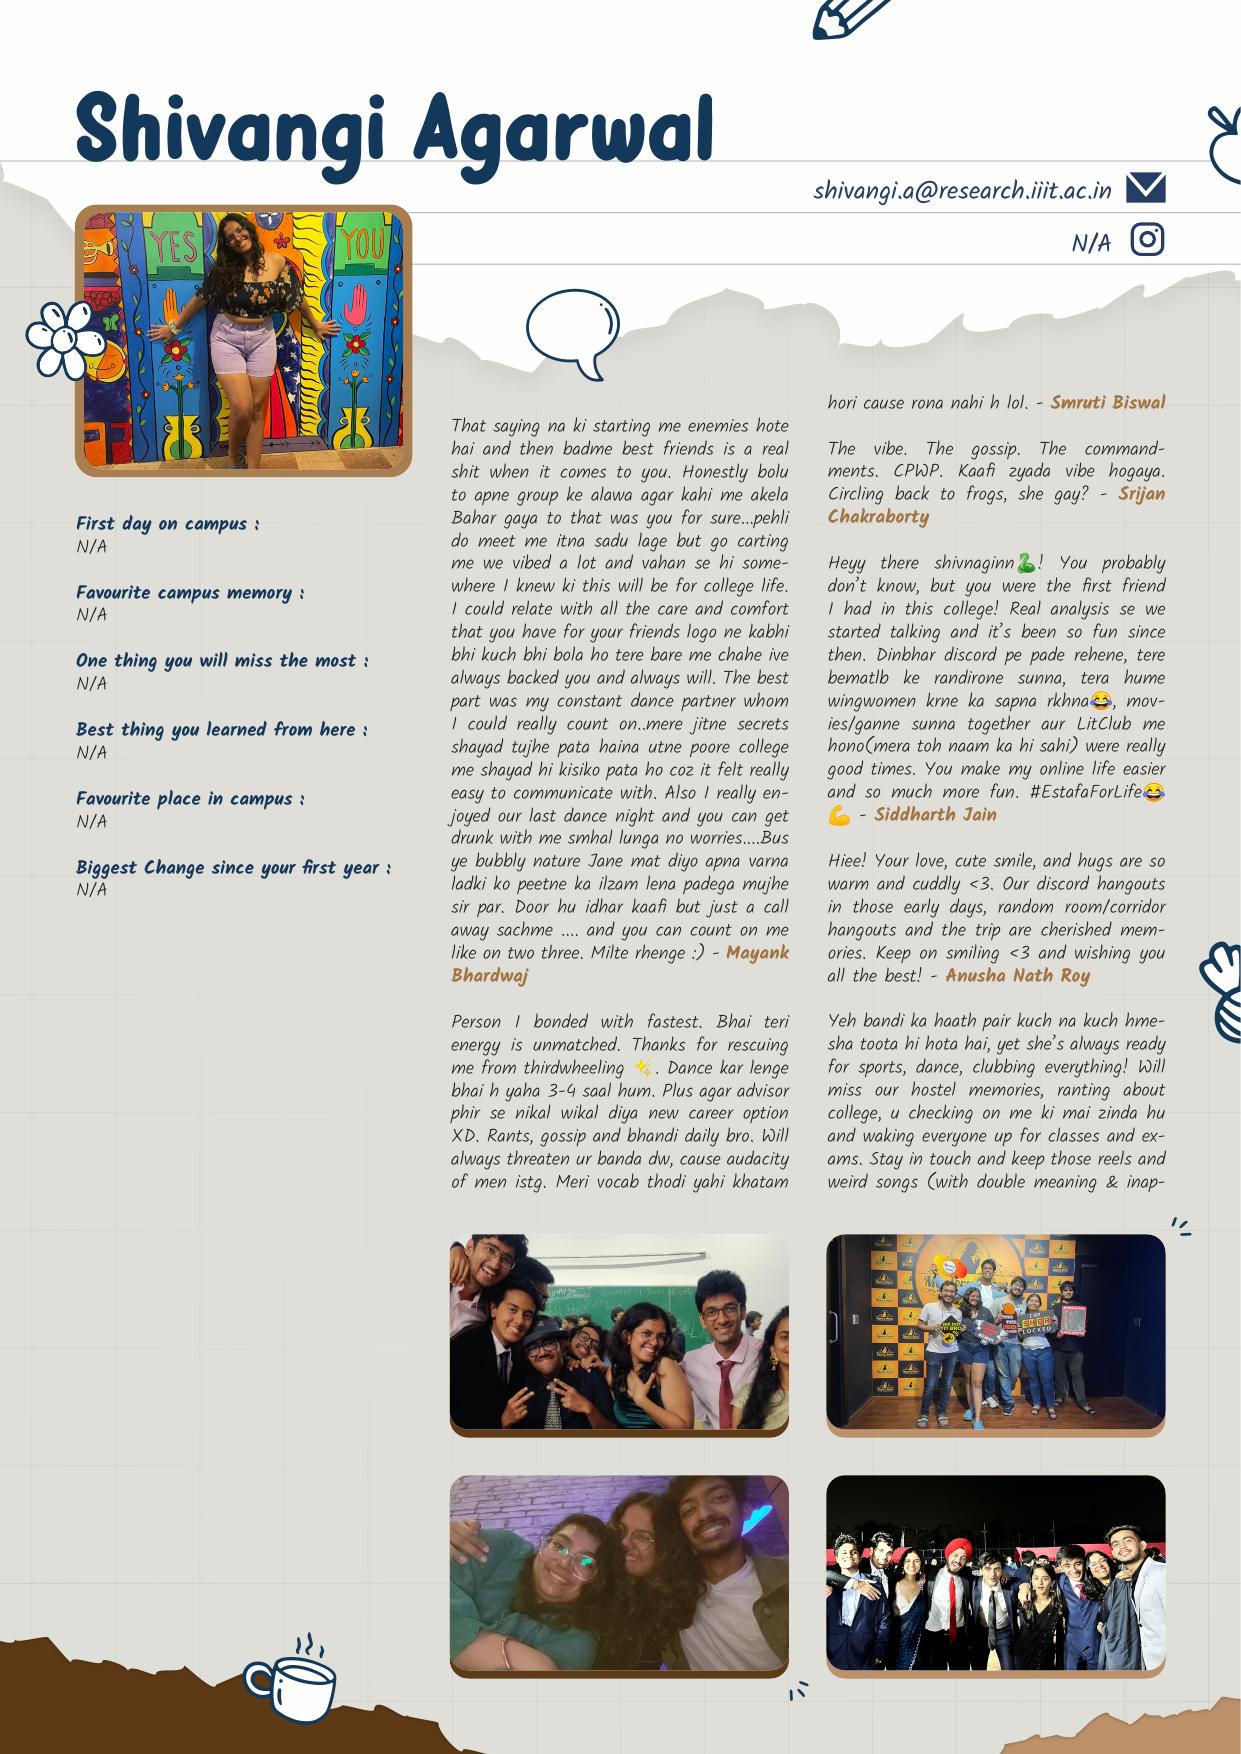 Shivangi Agarwal
shivangi.a@research.iiit.ac.in
N/A
YES
YOU
First day on campus :
N/A
Favourite campus memory :
N/A
One thing you will miss the most :
N/A
Best thing you learned from here :
N/A
Favourite place in campus :
N/A
Biggest Change since your first year :
N/A
That saying na ki starting me enemies hote
hai and then badme best friends is a real
shit when it comes to you. Honestly bolu
to apne group ke alawa agar kahi me akela
Bahar gaya to that was you for sure...pehli
do meet me itna sadu lage but go carting
me we vibed a lot and vahan se hi some-
where I knew ki this will be for college life.
I could relate with all the care and comfort
that you have for your friends logo ne kabhi
bhi kuch bhi bola ho tere bare me chahe ive
always backed you and always will. The best
part was my constant dance partner whom
I could really count on..mere jitne secrets
shayad tujhe pata haina utne poore college
me shayad hi kisiko pata ho coz it felt really
easy to communicate with. Also I really en-
joyed our last dance night and you can get
drunk with me smhal lunga no worries....Bus
ye bubbly nature Jane mat diyo apna varna
ladki ko peetne ka ilzam lena padega mujhe
sir par. Door hu idhar kaafi but just a call
away sachme .... and you can count on me
like on two three. Milte rhenge :) - Mayank
Bhardwaj
Person I bonded with fastest. Bhai teri
energy is unmatched. Thanks for rescuing
me from thirdwheeling ✨. Dance kar lenge
bhai h yaha 3-4 saal hum. Plus agar advisor
phir se nikal wikal diya new career option
XD. Rants, gossip and bhandi daily bro. Will
always threaten ur banda dw, cause audacity
of men istg. Meri vocab thodi yahi khatam
hori cause rona nahi h lol. - Smruti Biswal
The vibe. The gossip. The command-
ments. CPWP. Kaafi zyada vibe hogaya.
Circling back to frogs, she gay? - Srijan
Chakraborty
Heyy there shivnaginn🐍! You probably
don't know, but you were the first friend
I had in this college! Real analysis se we
started talking and it's been so fun since
then. Dinbhar discord pe pade rehene, tere
bematlb ke randirone sunna, tera hume
wingwomen krne ka sapna rkhna😂, mov-
ies/ganne sunna together aur LitClub me
hono(mera toh naam ka hi sahi) were really
good times. You make my online life easier
and so much more fun. #EstafaForLife😂
💪 - Siddharth Jain
Hiee! Your love, cute smile, and hugs are so
warm and cuddly <3. Our discord hangouts
in those early days, random room/corridor
hangouts and the trip are cherished mem-
ories. Keep on smiling <3 and wishing you
all the best! - Anusha Nath Roy
Yeh bandi ka haath pair kuch na kuch hme-
sha toota hi hota hai, yet she's always ready
for sports, dance, clubbing everything! Will
miss our hostel memories, ranting about
college, u checking on me ki mai zinda hu
and waking everyone up for classes and ex-
ams. Stay in touch and keep those reels and
weird songs (with double meaning & inap-